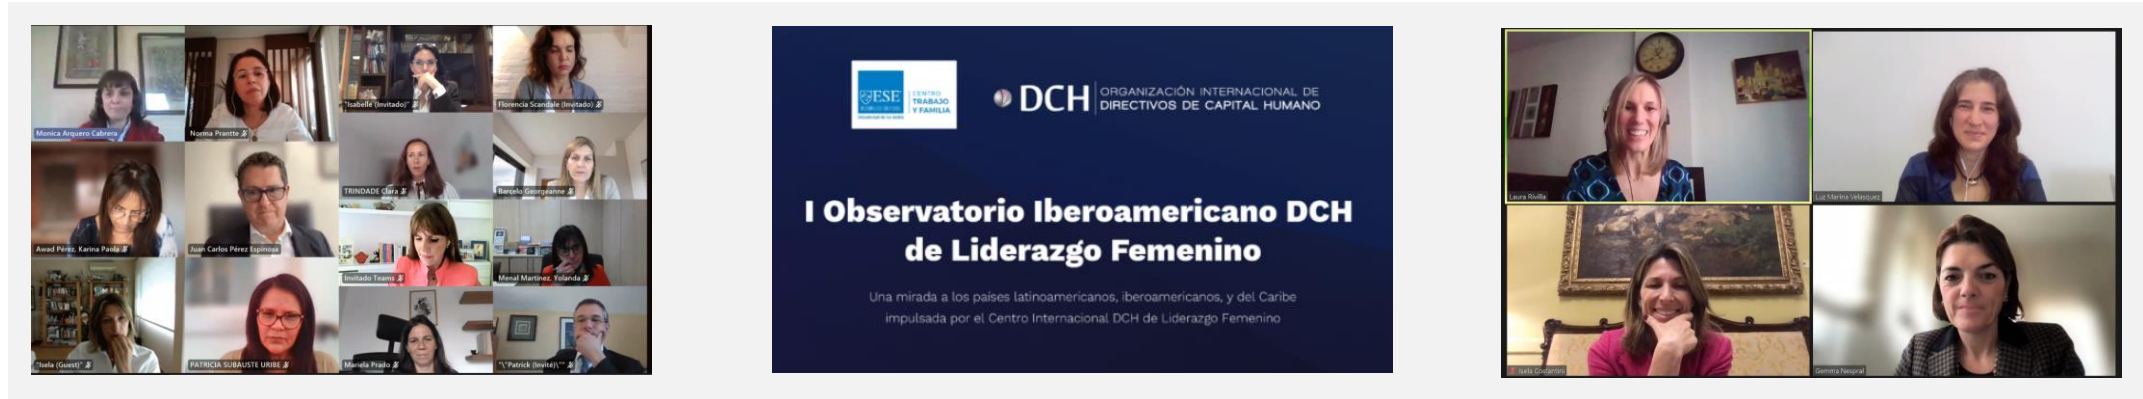 Monica Arquero Cabrera
Norma Prantte
"Isabelle (Invitado)"
Florencia Scandale (Invitado)
TRINDADE Clara
Barcelo Georgeanne
Awad Pérez, Karina Paola
Juan Carlos Pérez Espinosa
Invitado Teams
Menal Martínez, Yolanda
"Isela (Guest)"
PATRICIA SUBAUSTE URIBE
Mariela Prado
"\"Patrick (Invité)\""
ESE
CENTRO
TRABAJO
Y FAMILIA
DCH
ORGANIZACIÓN INTERNACIONAL DE
DIRECTIVOS DE CAPITAL HUMANO
I Observatorio Iberoamericano DCH
de Liderazgo Femenino
Una mirada a los países latinoamericanos, iberoamericanos, y del Caribe
impulsada por el Centro Internacional DCH de Liderazgo Femenino
Laura Rivilla
Luz Marina Velasquez
Isela Costantini
Gemma Nespral